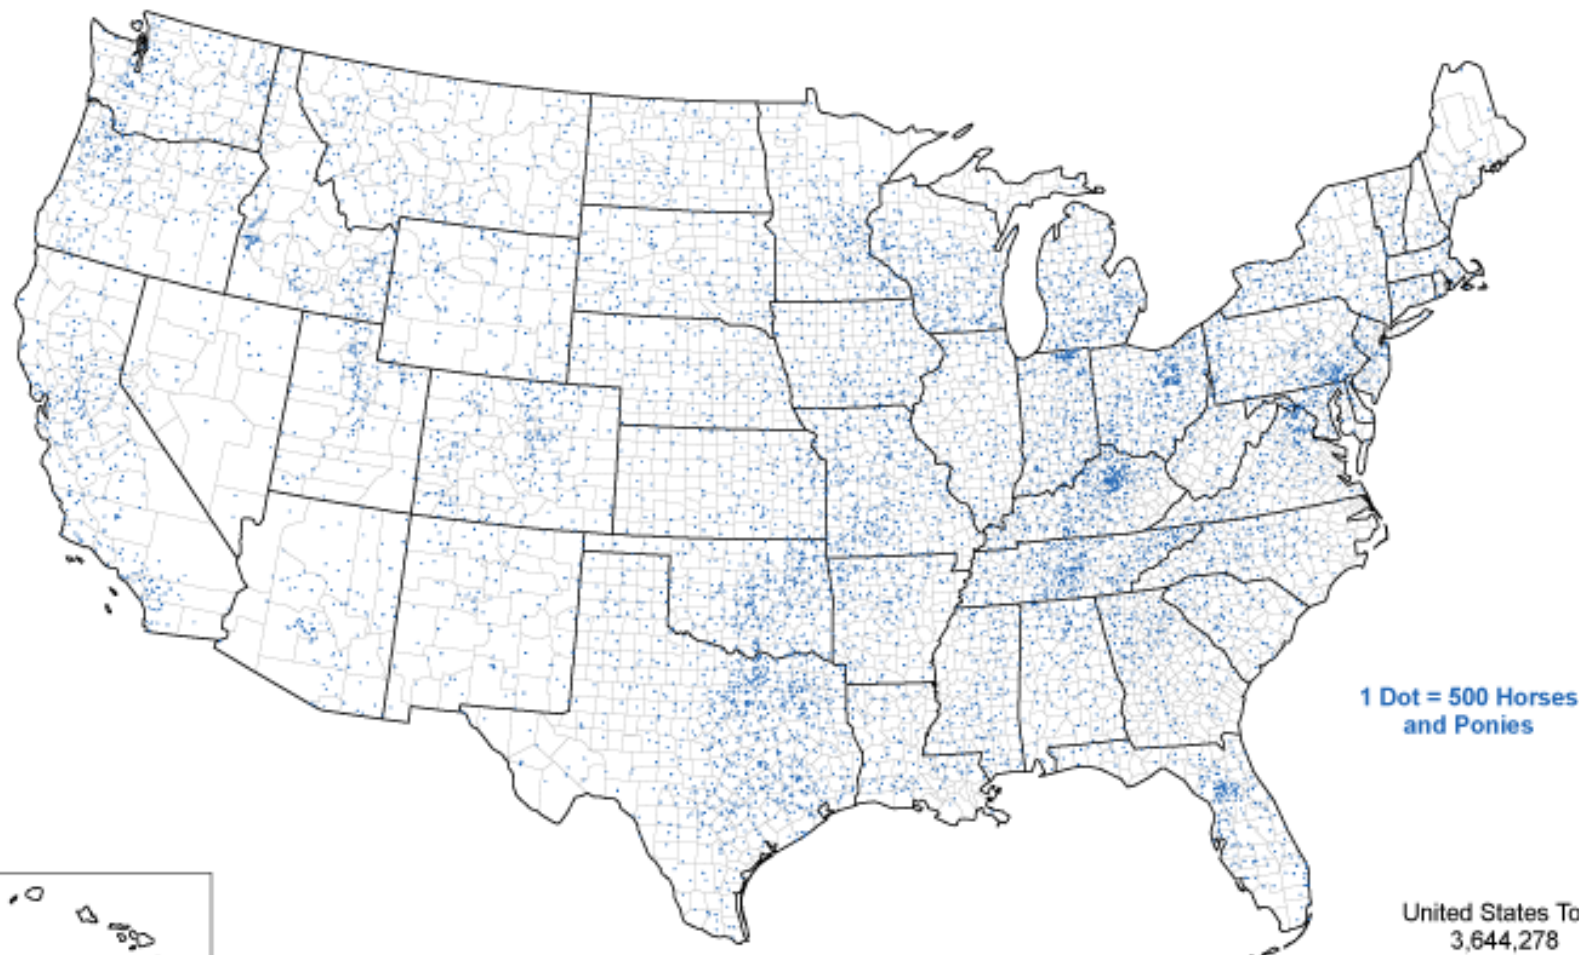 1 Dot = 500 Horses
and Ponies
United States To
3,644,278